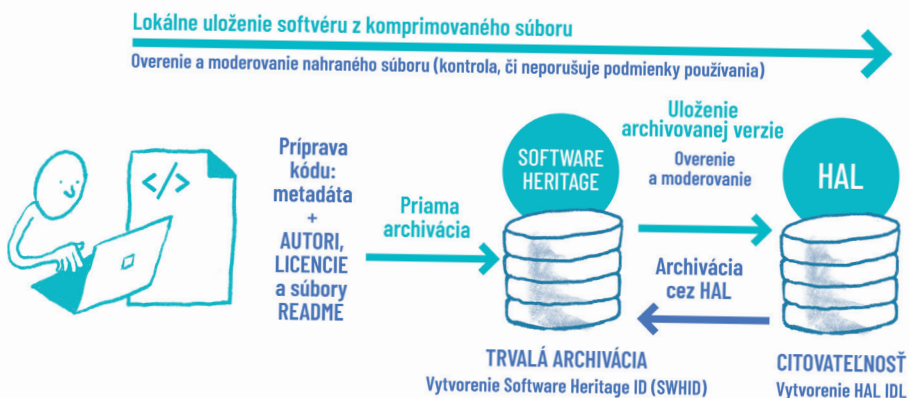 Lokálne uloženie softvéru z komprimovaného súboru
Overenie a moderovanie nahraného súboru (kontrola, či neporušuje podmienky používania)
</>
Príprava
kódu:
metadáta
+
AUTORI,
LICENCIE
a súbory
README
Priama
archivácia
SOFTWARE
HERITAGE
Uloženie
archivovanej verzie
Overenie
a moderovanie
HAL
Archivácia
cez HAL
TRVALÁ ARCHIVÁCIA
Vytvorenie Software Heritage ID (SWHID)
CITOVATEĽNOSŤ
Vytvorenie HAL IDL